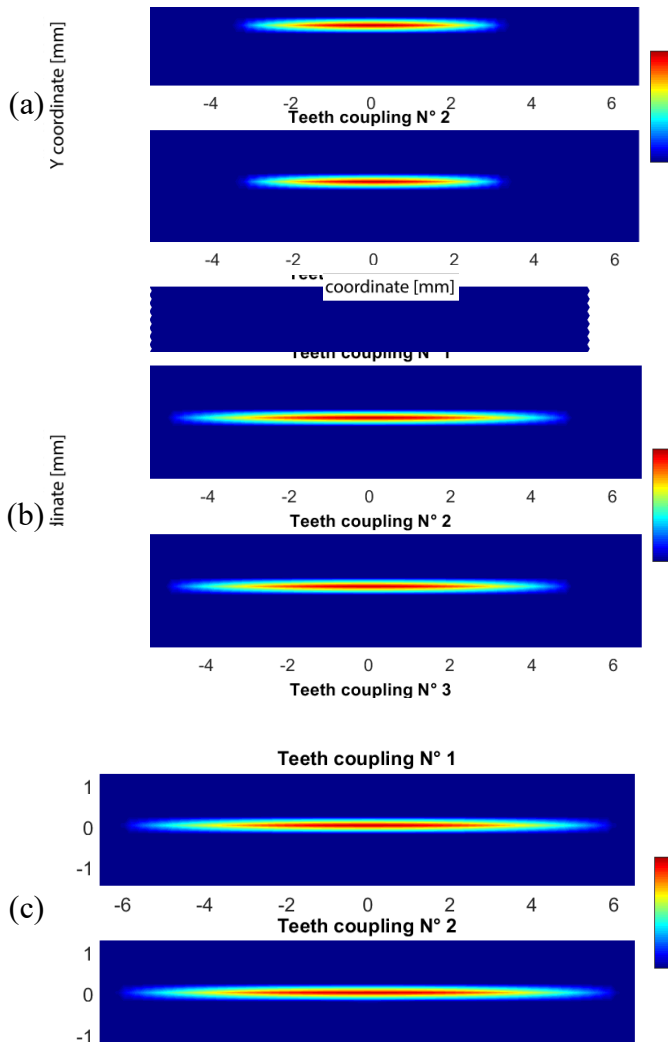 (a)
Y coordinate [mm]
-4 -2 0 2 4 6
Teeth coupling N° 2
-4 -2 0 2 4 6
coordinate [mm]
Teeth coupling N° 1
(b)
-4 -2 0 2 4 6
Teeth coupling N° 2
-4 -2 0 2 4 6
Teeth coupling N° 3
Teeth coupling N° 1
(c)
1
0
-1
-6 -4 -2 0 2 4 6
Teeth coupling N° 2
1
0
-1